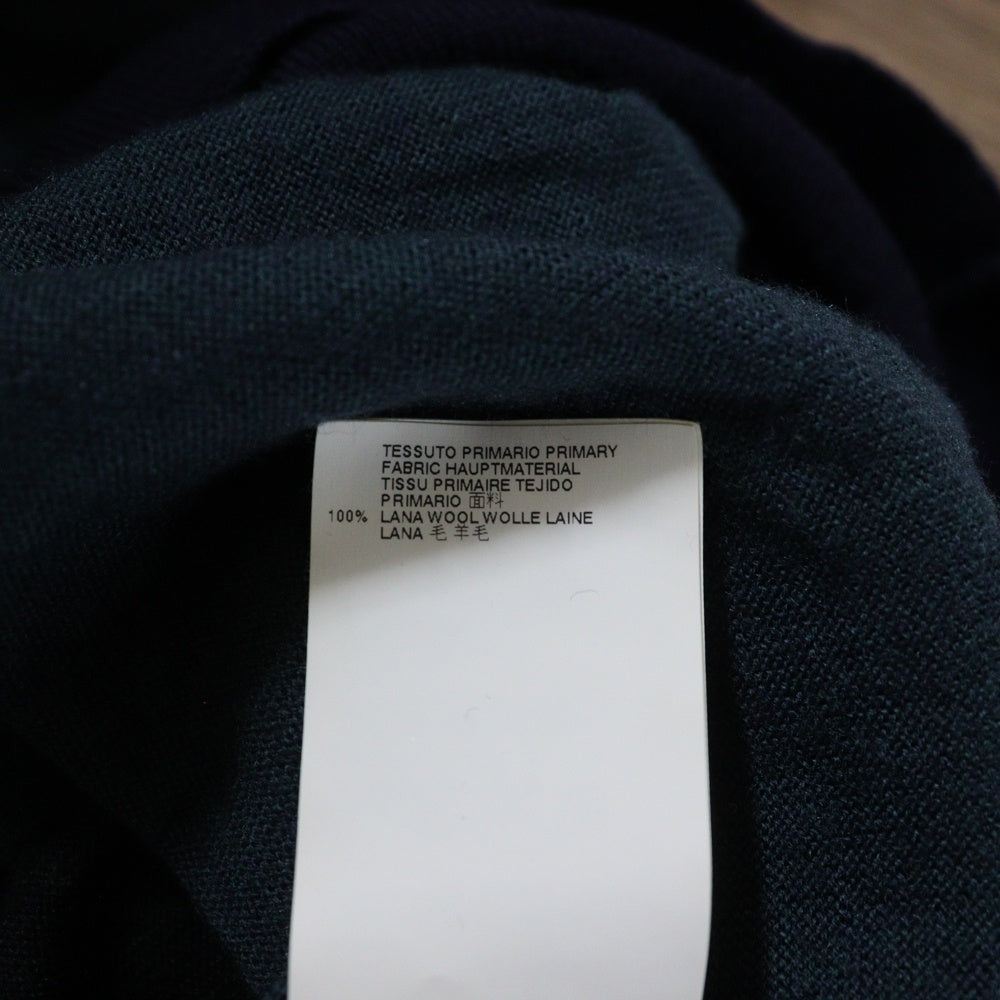 TESSUTO PRIMARIO PRIMARY
FABRIC HAUPTMATERIAL
TISSU PRIMAIRE TEJIDO
PRIMARIO 面料
100% LANA WOOL WOLLE LAINE
LANA 毛 羊毛